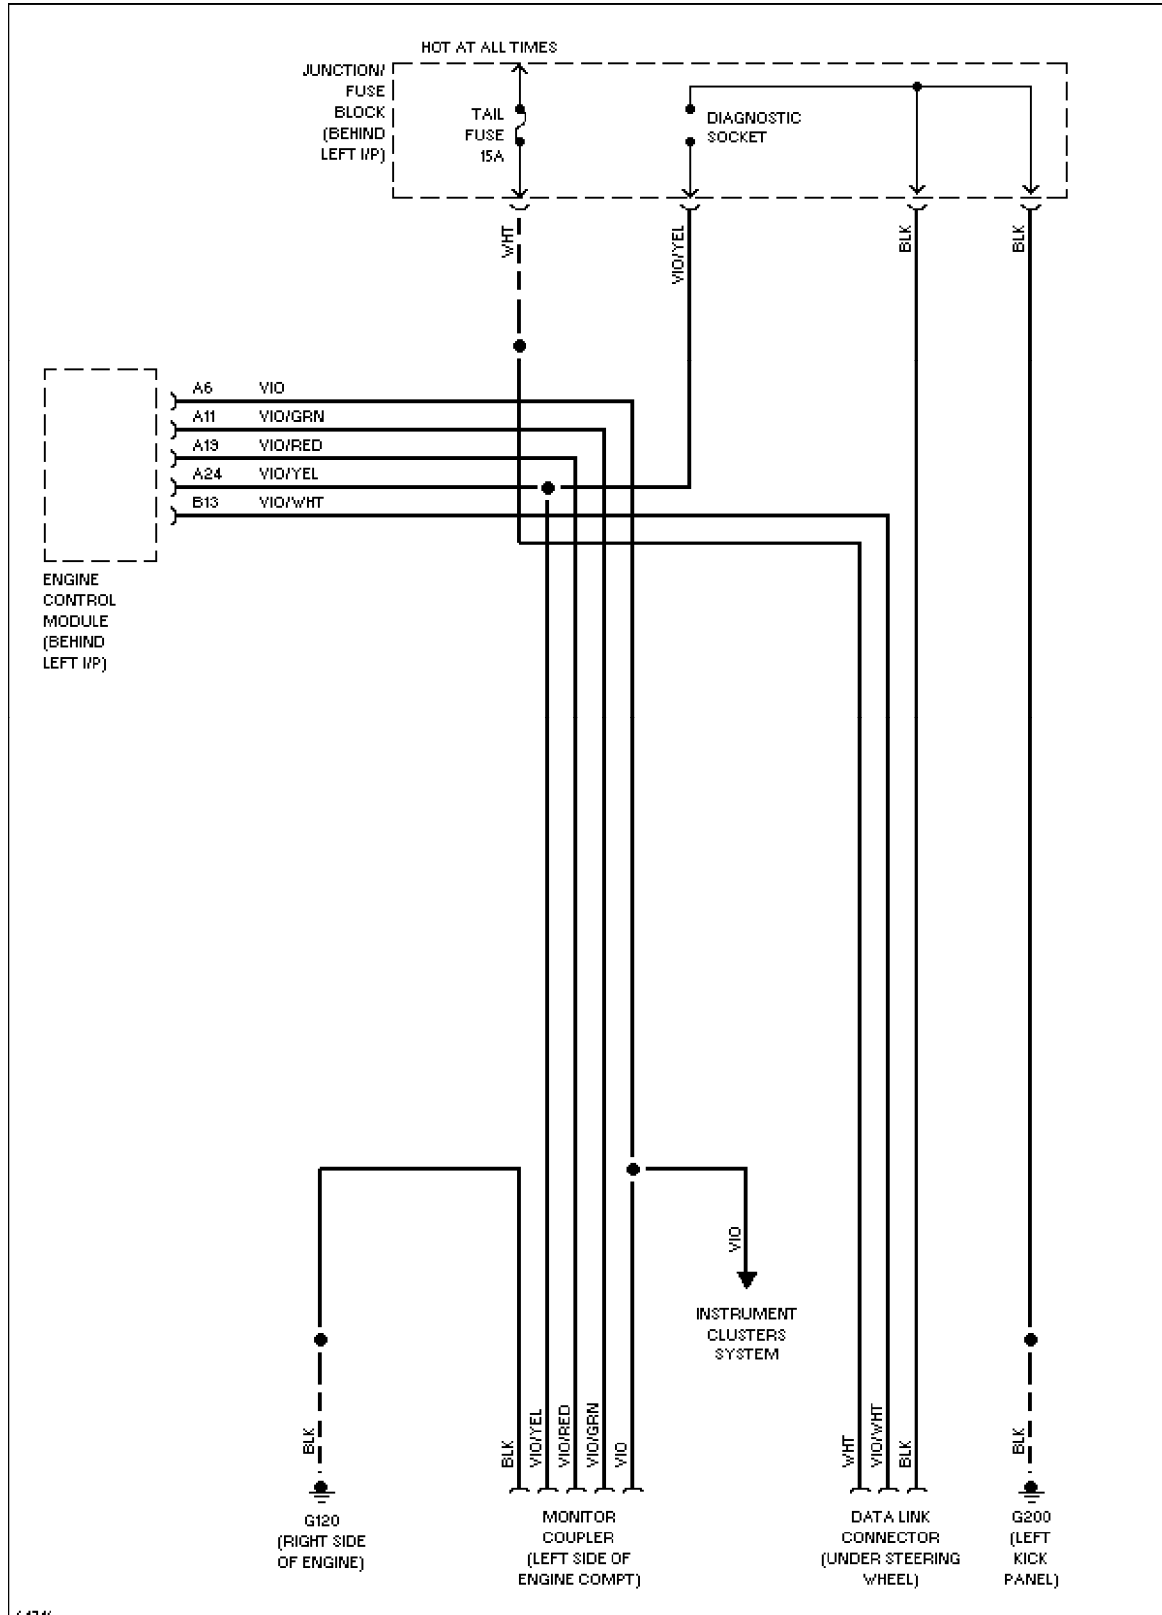 HOT AT ALL TIMES
JUNCTION/
FUSE
BLOCK
(BEHIND
LEFT I/P)
TAIL
FUSE
15A
DIAGNOSTIC
SOCKET
WHT
VIO/YEL
BLK
BLK
A6 VIO
A11 VIO/GRN
A19 VIO/RED
A24 VIO/YEL
B13 VIO/WHT
ENGINE
CONTROL
MODULE
(BEHIND
LEFT I/P)
VIO
INSTRUMENT
CLUSTERS
SYSTEM
BLK
BLK
VIO/YEL
VIO/RED
VIO/GRN
VIO
WHT
VIO/WHT
BLK
BLK
G120
(RIGHT SIDE
OF ENGINE)
MONITOR
COUPLER
(LEFT SIDE OF
ENGINE COMPT)
DATA LINK
CONNECTOR
(UNDER STEERING
WHEEL)
G200
(LEFT
KICK
PANEL)